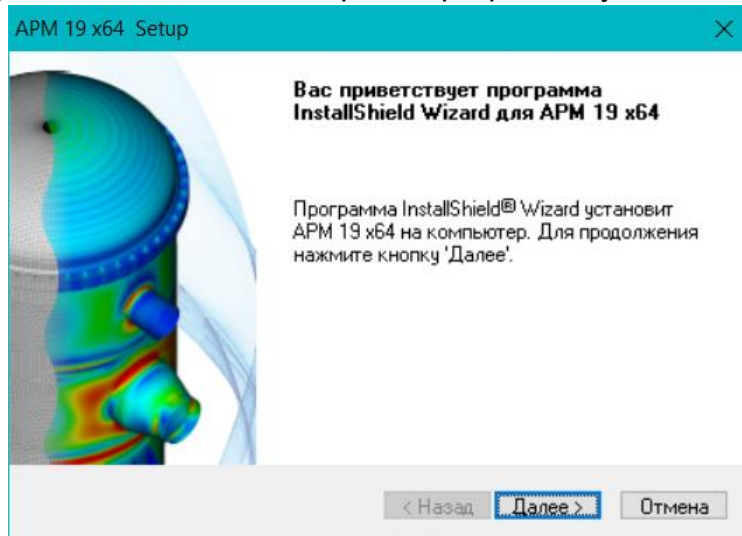 APM 19 x64 Setup
Вас приветствует программа
InstallShield Wizard для APM 19 x64
Программа InstallShield® Wizard установит
APM 19 x64 на компьютер. Для продолжения
нажмите кнопку 'Далее'.
< Назад Далее > Отмена